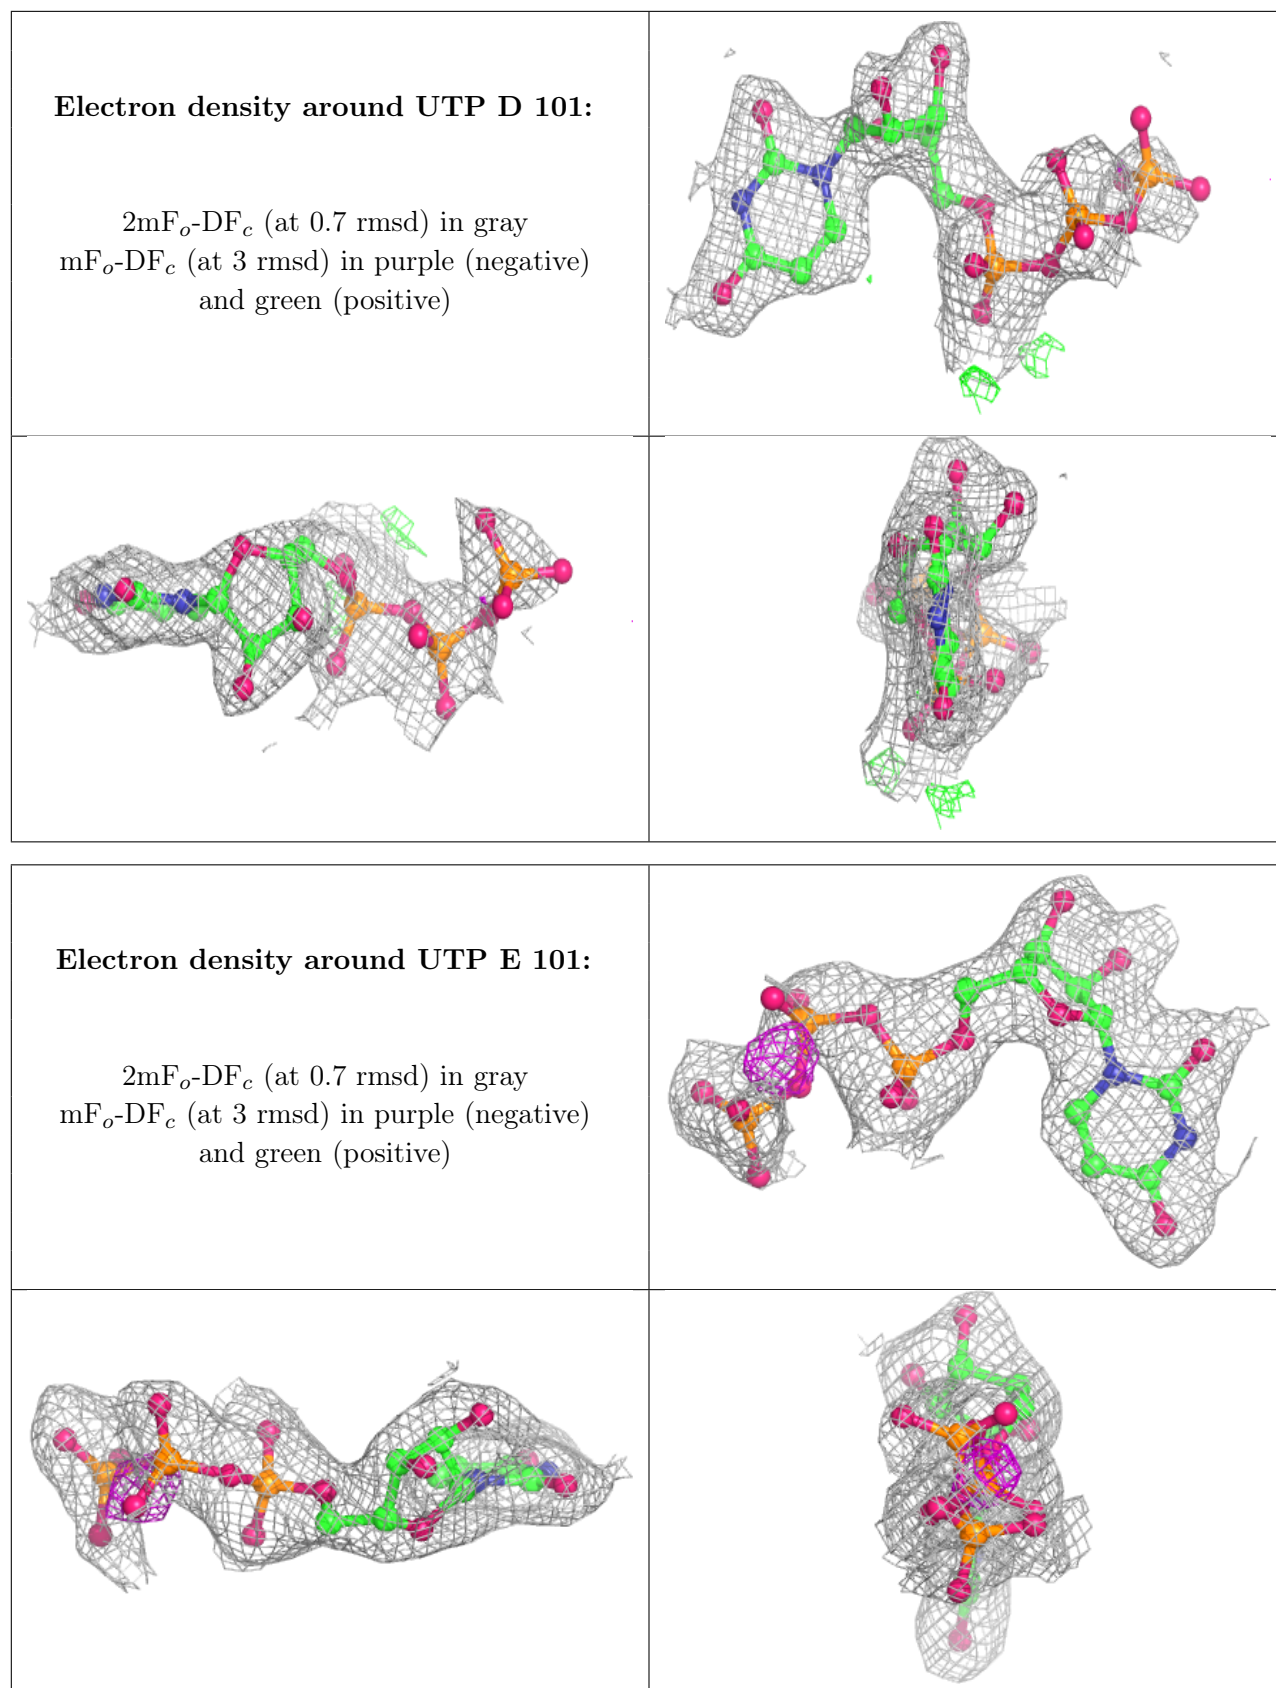 Electron density around UTP D 101:
2mFₒ-DF𝒸 (at 0.7 rmsd) in gray
mFₒ-DF𝒸 (at 3 rmsd) in purple (negative)
and green (positive)
Electron density around UTP E 101:
2mFₒ-DF𝒸 (at 0.7 rmsd) in gray
mFₒ-DF𝒸 (at 3 rmsd) in purple (negative)
and green (positive)